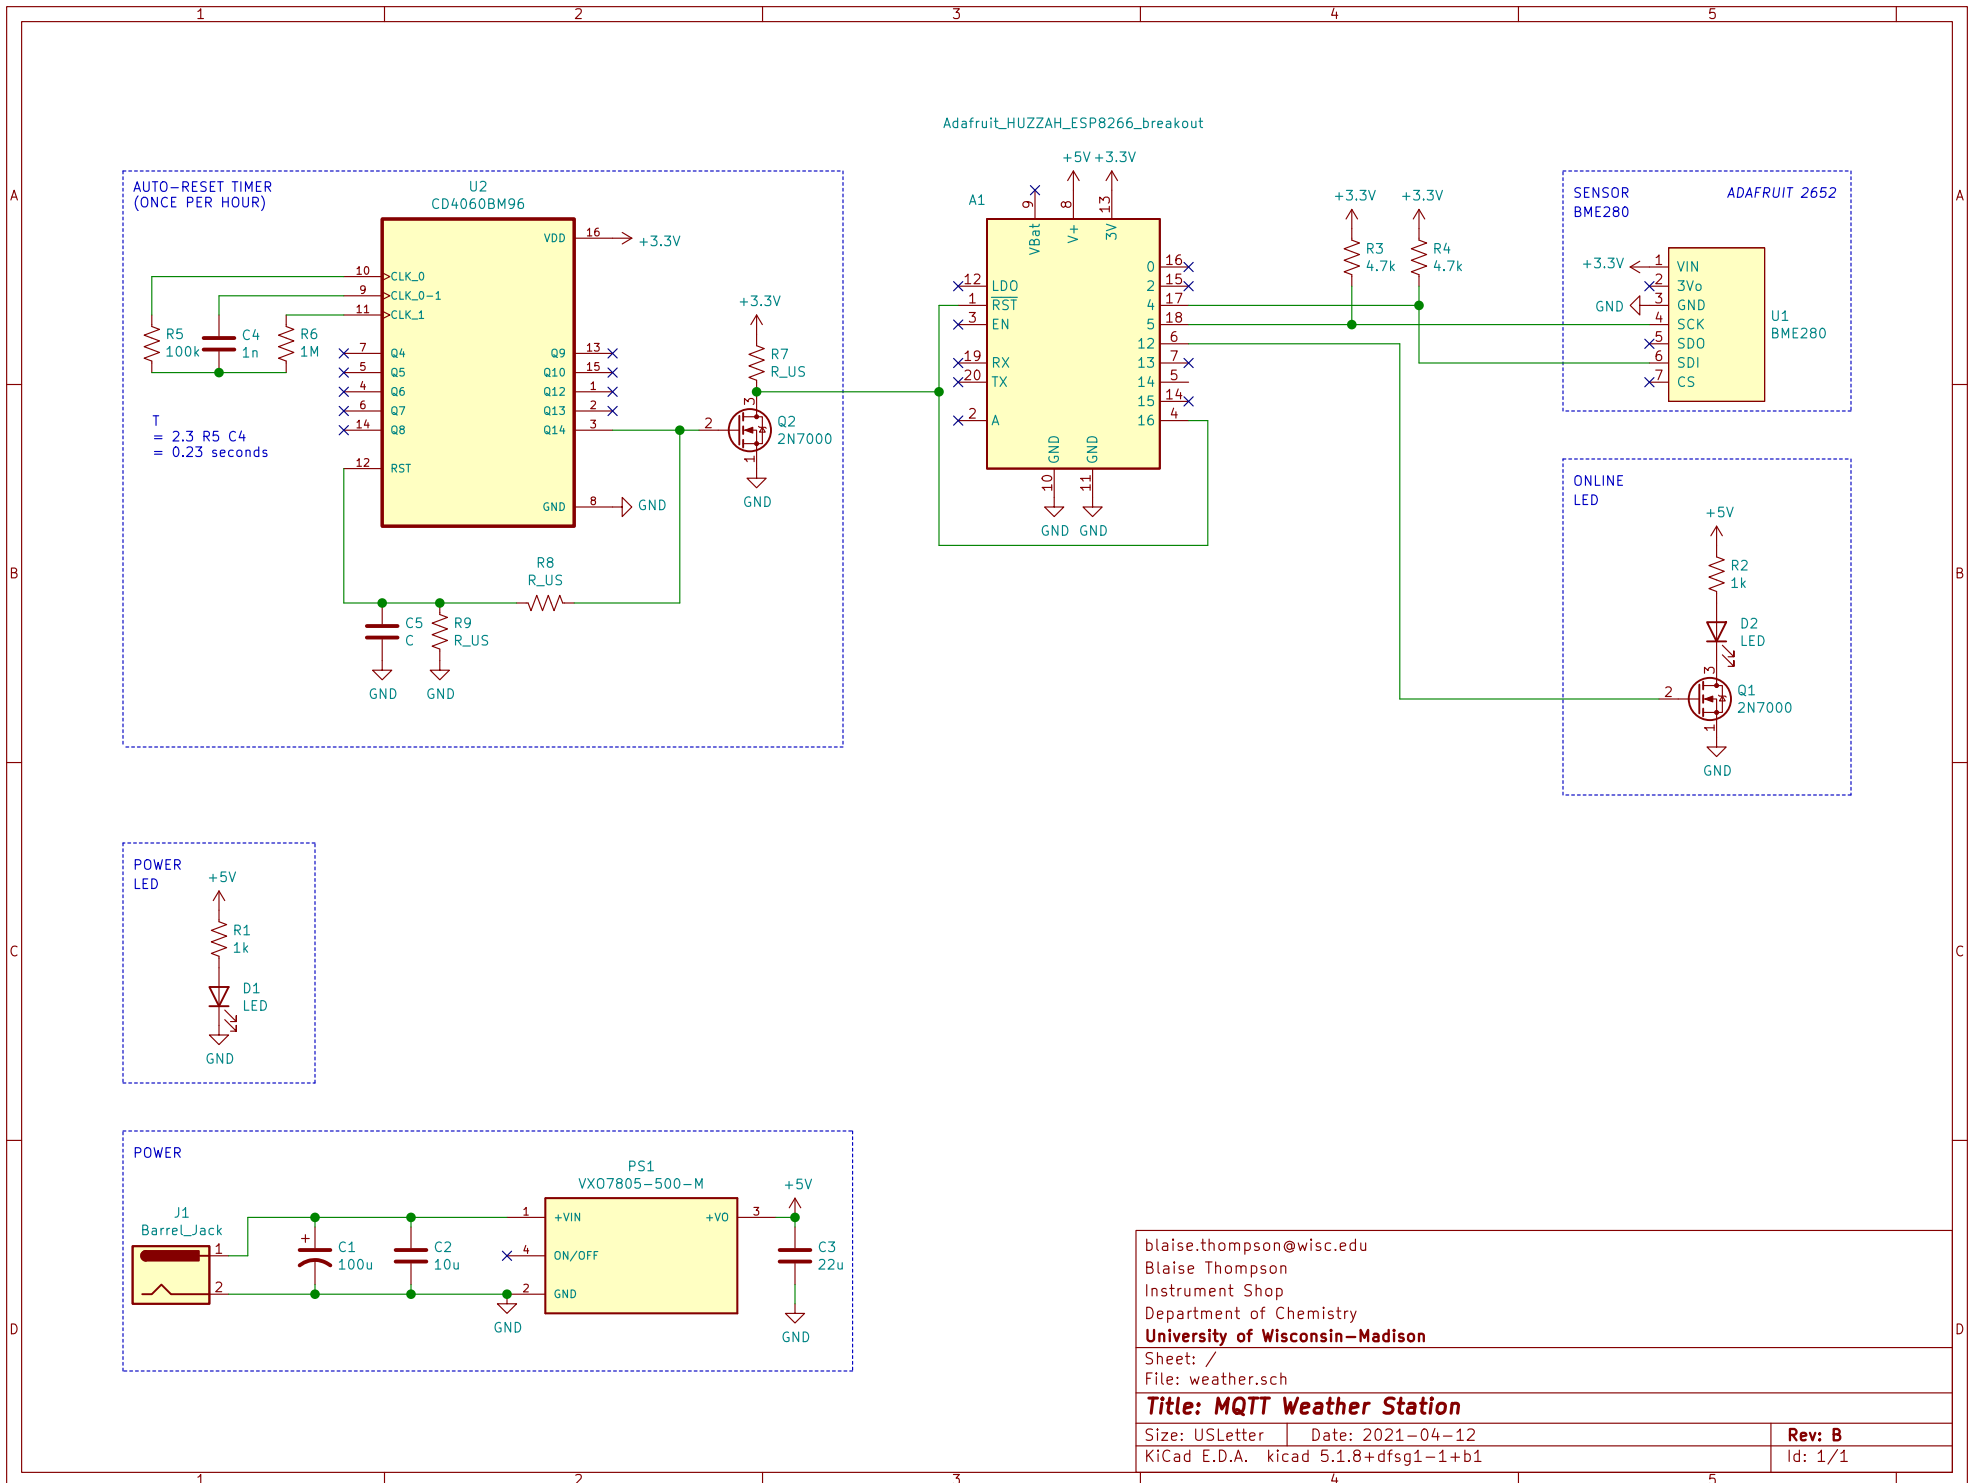 1 2 3 4 5
A
B
C
D
A
B
C
D
1 2 3 4 5
AUTO-RESET TIMER
(ONCE PER HOUR)
U2
CD4060BM96
VDD 16 +3.3V
10 CLK_0
9 CLK_0-1
11 CLK_1
R5
100k
C4
1n
R6
1M
7 Q4
5 Q5
4 Q6
6 Q7
14 Q8
12 RST
Q9 13
Q10 15
Q12 1
Q13 2
Q14 3
GND 8 GND
T
= 2.3 R5 C4
= 0.23 seconds
+3.3V
R7
R_US
3
2
1
Q2
2N7000
GND
R8
R_US
C5
C
R9
R_US
GND GND
Adafruit_HUZZAH_ESP8266_breakout
A1
+5V +3.3V
9 8 13
VBat V+ 3V
12 LDO
1 RST
3 EN
19 RX
20 TX
2 A
0 16
2 15
4 17
5 18
12 6
13 7
14 5
15 14
16 4
GND GND
10 11
GND GND
+3.3V +3.3V
R3
4.7k
R4
4.7k
SENSOR
BME280
ADAFRUIT 2652
+3.3V 1 VIN
2 3Vo
GND 3 GND
4 SCK
5 SDO
6 SDI
7 CS
U1
BME280
ONLINE
LED
+5V
R2
1k
D2
LED
3
2
1
Q1
2N7000
GND
POWER
LED
+5V
R1
1k
D1
LED
GND
POWER
J1
Barrel_Jack
1
2
+
C1
100u
C2
10u
PS1
VXO7805-500-M
1 +VIN
4 ON/OFF
2 GND
+VO 3
GND
+5V
C3
22u
GND
blaise.thompson@wisc.edu
Blaise Thompson
Instrument Shop
Department of Chemistry
University of Wisconsin-Madison
Sheet: /
File: weather.sch
Title: MQTT Weather Station
Size: USLetter Date: 2021-04-12 Rev: B
KiCad E.D.A. kicad 5.1.8+dfsg1-1+b1 Id: 1/1